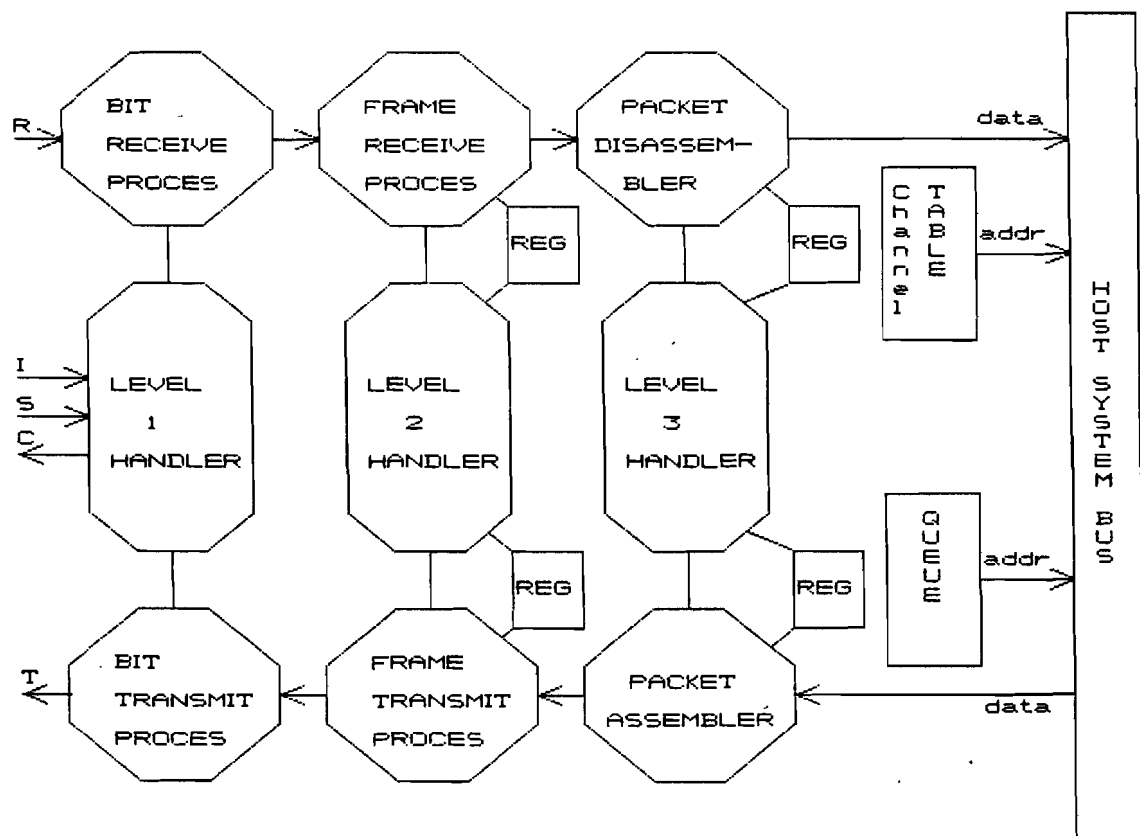 BIT
RECEIVE
PROCES
FRAME
RECEIVE
PROCES
PACKET
DISASSEM-
BLER
R
data
REG
REG
Channel
TABLE
addr
I
S
C
LEVEL
1
HANDLER
LEVEL
2
HANDLER
LEVEL
3
HANDLER
HOST SYSTEM BUS
QUEUE
addr
REG
REG
T
BIT
TRANSMIT
PROCES
FRAME
TRANSMIT
PROCES
PACKET
ASSEMBLER
data